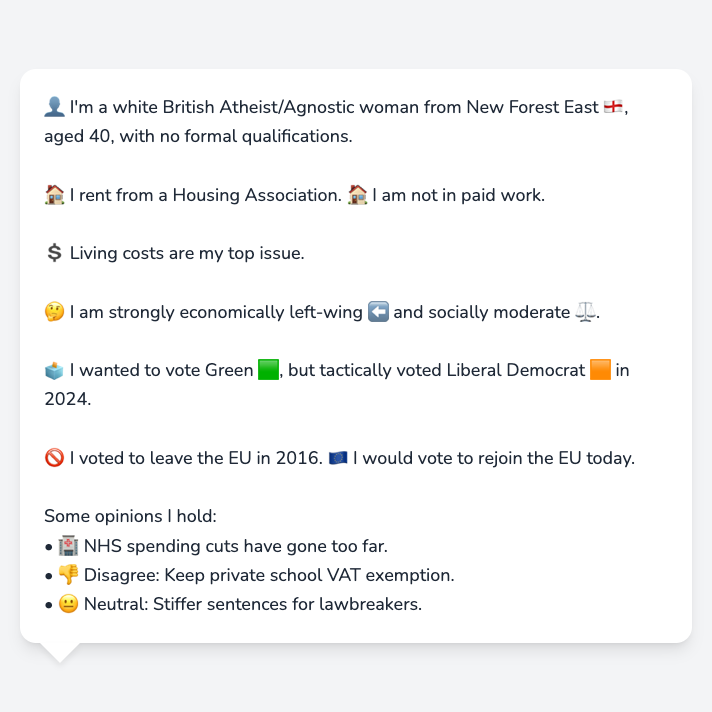 👤 I'm a white British Atheist/Agnostic woman from New Forest East 🏴󠁧󠁢󠁥󠁮󠁧󠁿,
aged 40, with no formal qualifications.
🏠 I rent from a Housing Association. 🏠 I am not in paid work.
💲 Living costs are my top issue.
🤔 I am strongly economically left-wing ⬅️ and socially moderate ⚖️.
🗳️ I wanted to vote Green 🟩, but tactically voted Liberal Democrat 🟧 in
2024.
🚫 I voted to leave the EU in 2016. 🇪🇺 I would vote to rejoin the EU today.
Some opinions I hold:
• 🏥 NHS spending cuts have gone too far.
• 👎 Disagree: Keep private school VAT exemption.
• 😐 Neutral: Stiffer sentences for lawbreakers.